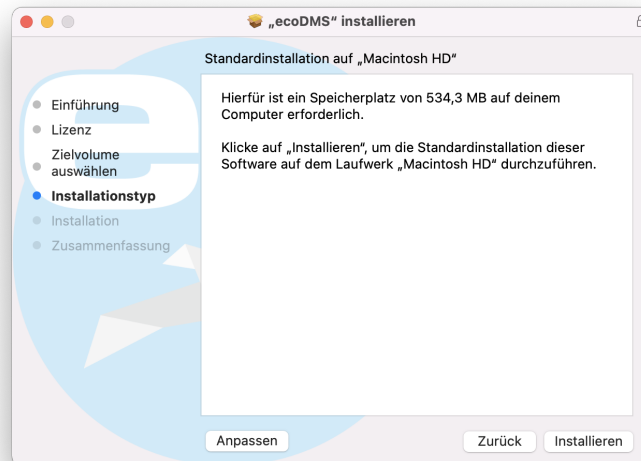 „ecoDMS“ installieren
Standardinstallation auf „Macintosh HD“
Einführung
Lizenz
Zielvolume
auswählen
Installationstyp
Installation
Zusammenfassung
Hierfür ist ein Speicherplatz von 534,3 MB auf deinem
Computer erforderlich.
Klicke auf „Installieren“, um die Standardinstallation dieser
Software auf dem Laufwerk „Macintosh HD“ durchzuführen.
Anpassen
Zurück
Installieren